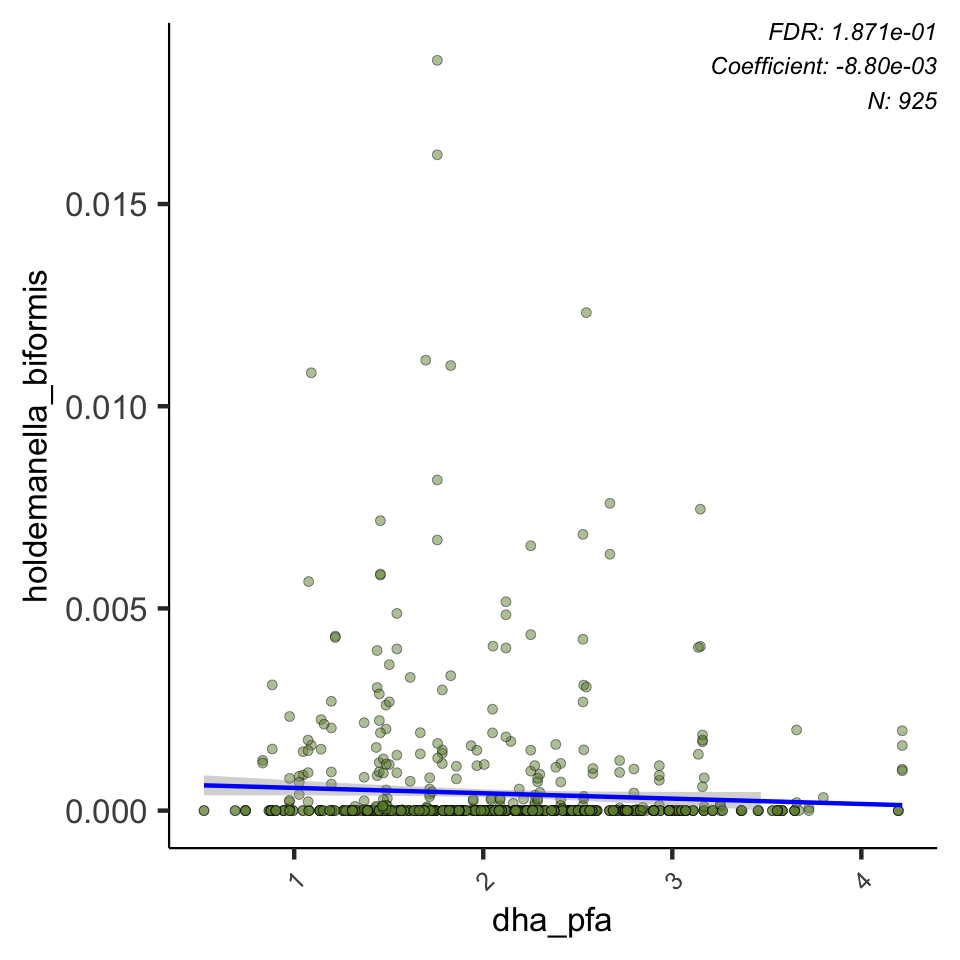 FDR: 1.871e-01
Coefficient: -8.80e-03
N: 925
holdemanella_biformis
0.015
0.010
0.005
0.000
1 2 3 4
dha_pfa